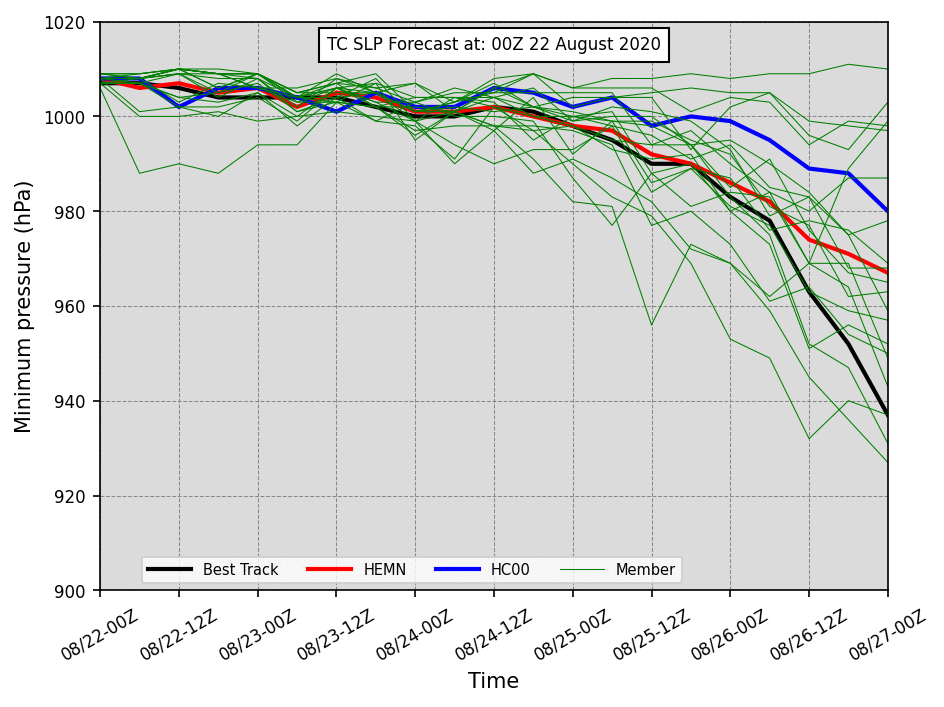 TC SLP Forecast at: 00Z 22 August 2020
Minimum pressure (hPa)
1020
1000
980
960
940
920
900
Best Track
HEMN
HC00
Member
08/22-00Z
08/22-12Z
08/23-00Z
08/23-12Z
08/24-00Z
08/24-12Z
08/25-00Z
08/25-12Z
08/26-00Z
08/26-12Z
08/27-00Z
Time